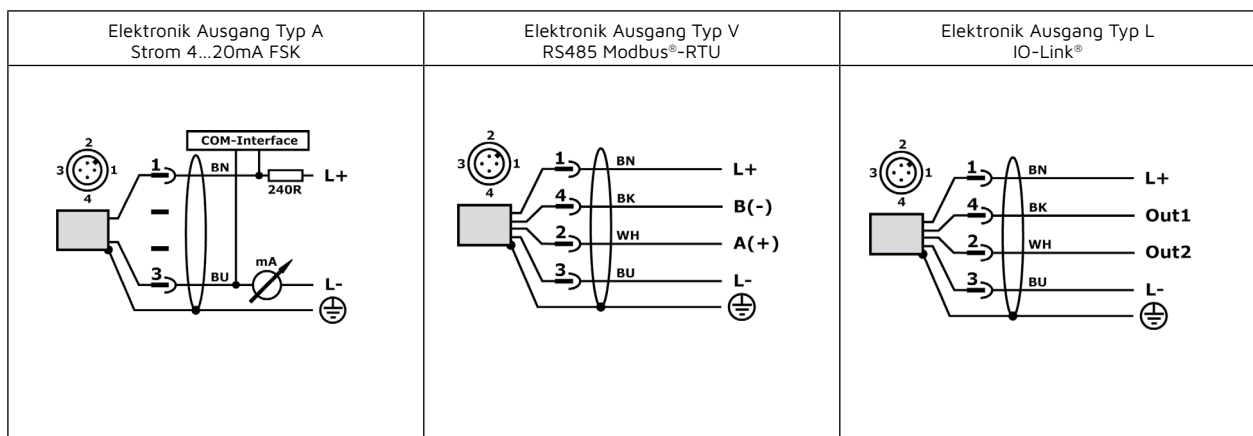 Elektronik Ausgang Typ A
Strom 4...20mA FSK
Elektronik Ausgang Typ V
RS485 Modbus®-RTU
Elektronik Ausgang Typ L
IO-Link®
COM-Interface
2
3
1
4
1
BN
240R
L+
3
BU
mA
L-
2
3
1
4
1
BN
L+
4
BK
B(-)
2
WH
A(+)
3
BU
L-
2
3
1
4
1
BN
L+
4
BK
Out1
2
WH
Out2
3
BU
L-